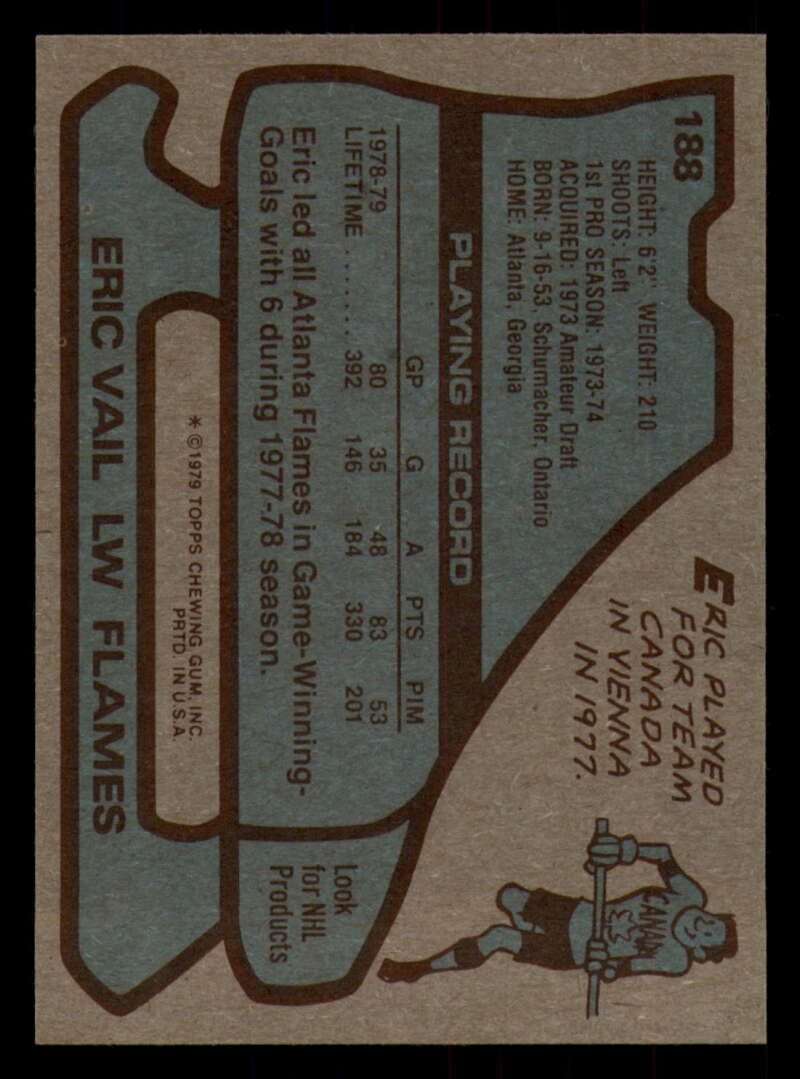 188
HEIGHT: 6'2" WEIGHT: 210
SHOOTS: Left
1st PRO SEASON: 1973-74
ACQUIRED: 1973 Amateur Draft
BORN: 9-16-53, Schumacher, Ontario
HOME: Atlanta, Georgia
ERIC PLAYED
FOR TEAM
CANADA
IN VIENNA
IN 1977.
CANADA
PLAYING RECORD
GP G A PTS PIM
1978-79 80 35 48 83 53
LIFETIME ....... 392 146 184 330 201
Eric led all Atlanta Flames in Game-Winning-
Goals with 6 during 1977-78 season.
Look
for NHL
Products
* ©1979 TOPPS CHEWING GUM, INC.
PRTD. IN U.S.A.
ERIC VAIL LW FLAMES